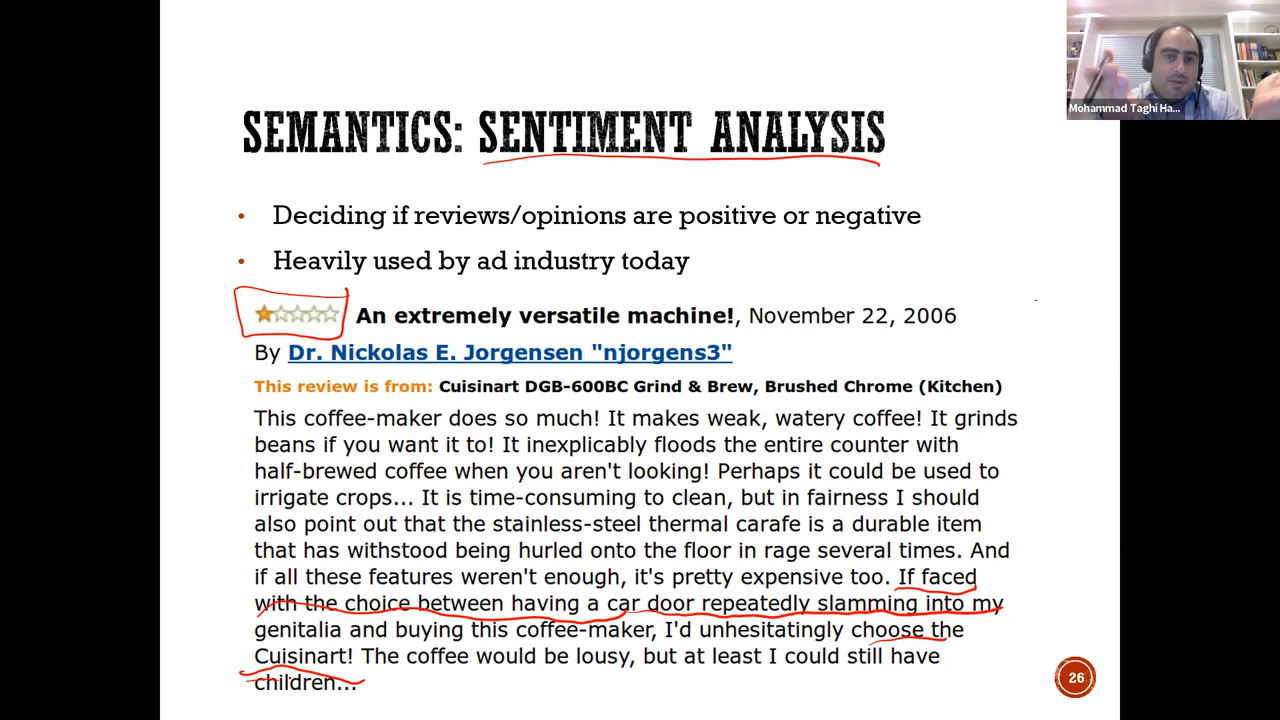 Mohammad Taghi Ha...
SEMANTICS: SENTIMENT ANALYSIS
• Deciding if reviews/opinions are positive or negative
• Heavily used by ad industry today
An extremely versatile machine!, November 22, 2006
By Dr. Nickolas E. Jorgensen "njorgens3"
This review is from: Cuisinart DGB-600BC Grind & Brew, Brushed Chrome (Kitchen)
This coffee-maker does so much! It makes weak, watery coffee! It grinds
beans if you want it to! It inexplicably floods the entire counter with
half-brewed coffee when you aren't looking! Perhaps it could be used to
irrigate crops... It is time-consuming to clean, but in fairness I should
also point out that the stainless-steel thermal carafe is a durable item
that has withstood being hurled onto the floor in rage several times. And
if all these features weren't enough, it's pretty expensive too. If faced
with the choice between having a car door repeatedly slamming into my
genitalia and buying this coffee-maker, I'd unhesitatingly choose the
Cuisinart! The coffee would be lousy, but at least I could still have
children...
26